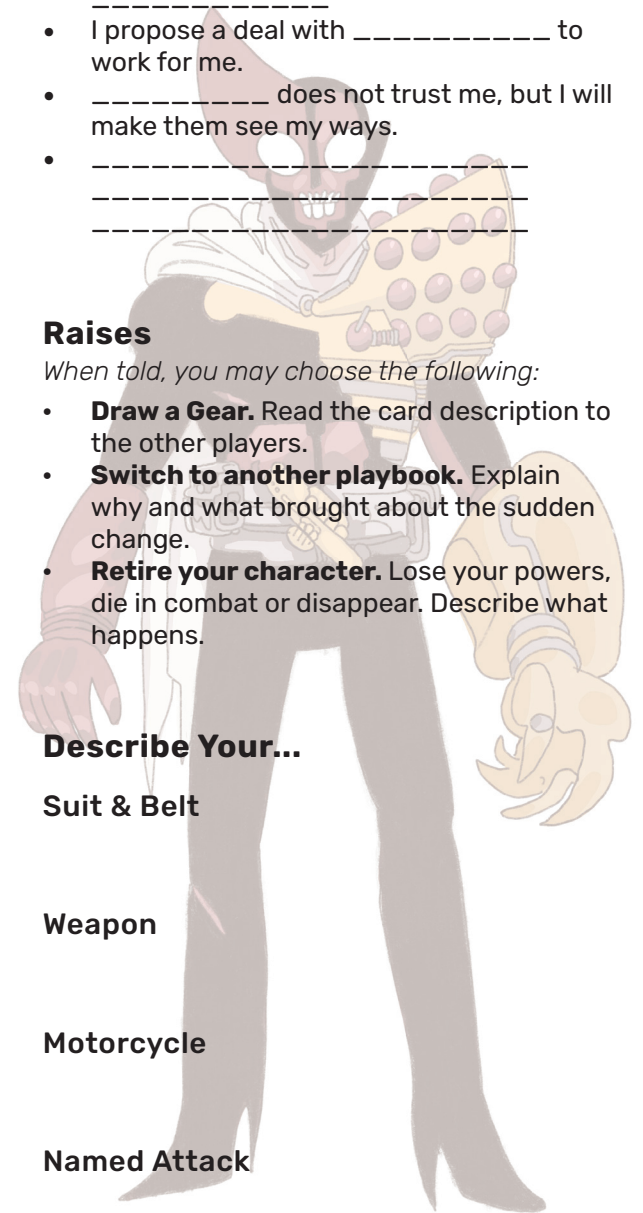 ____________
• I propose a deal with __________ to
work for me.
• _________ does not trust me, but I will
make them see my ways.
• ______________________
______________________
______________________
Raises
When told, you may choose the following:
• Draw a Gear. Read the card description to
the other players.
• Switch to another playbook. Explain
why and what brought about the sudden
change.
• Retire your character. Lose your powers,
die in combat or disappear. Describe what
happens.
Describe Your...
Suit & Belt
Weapon
Motorcycle
Named Attack